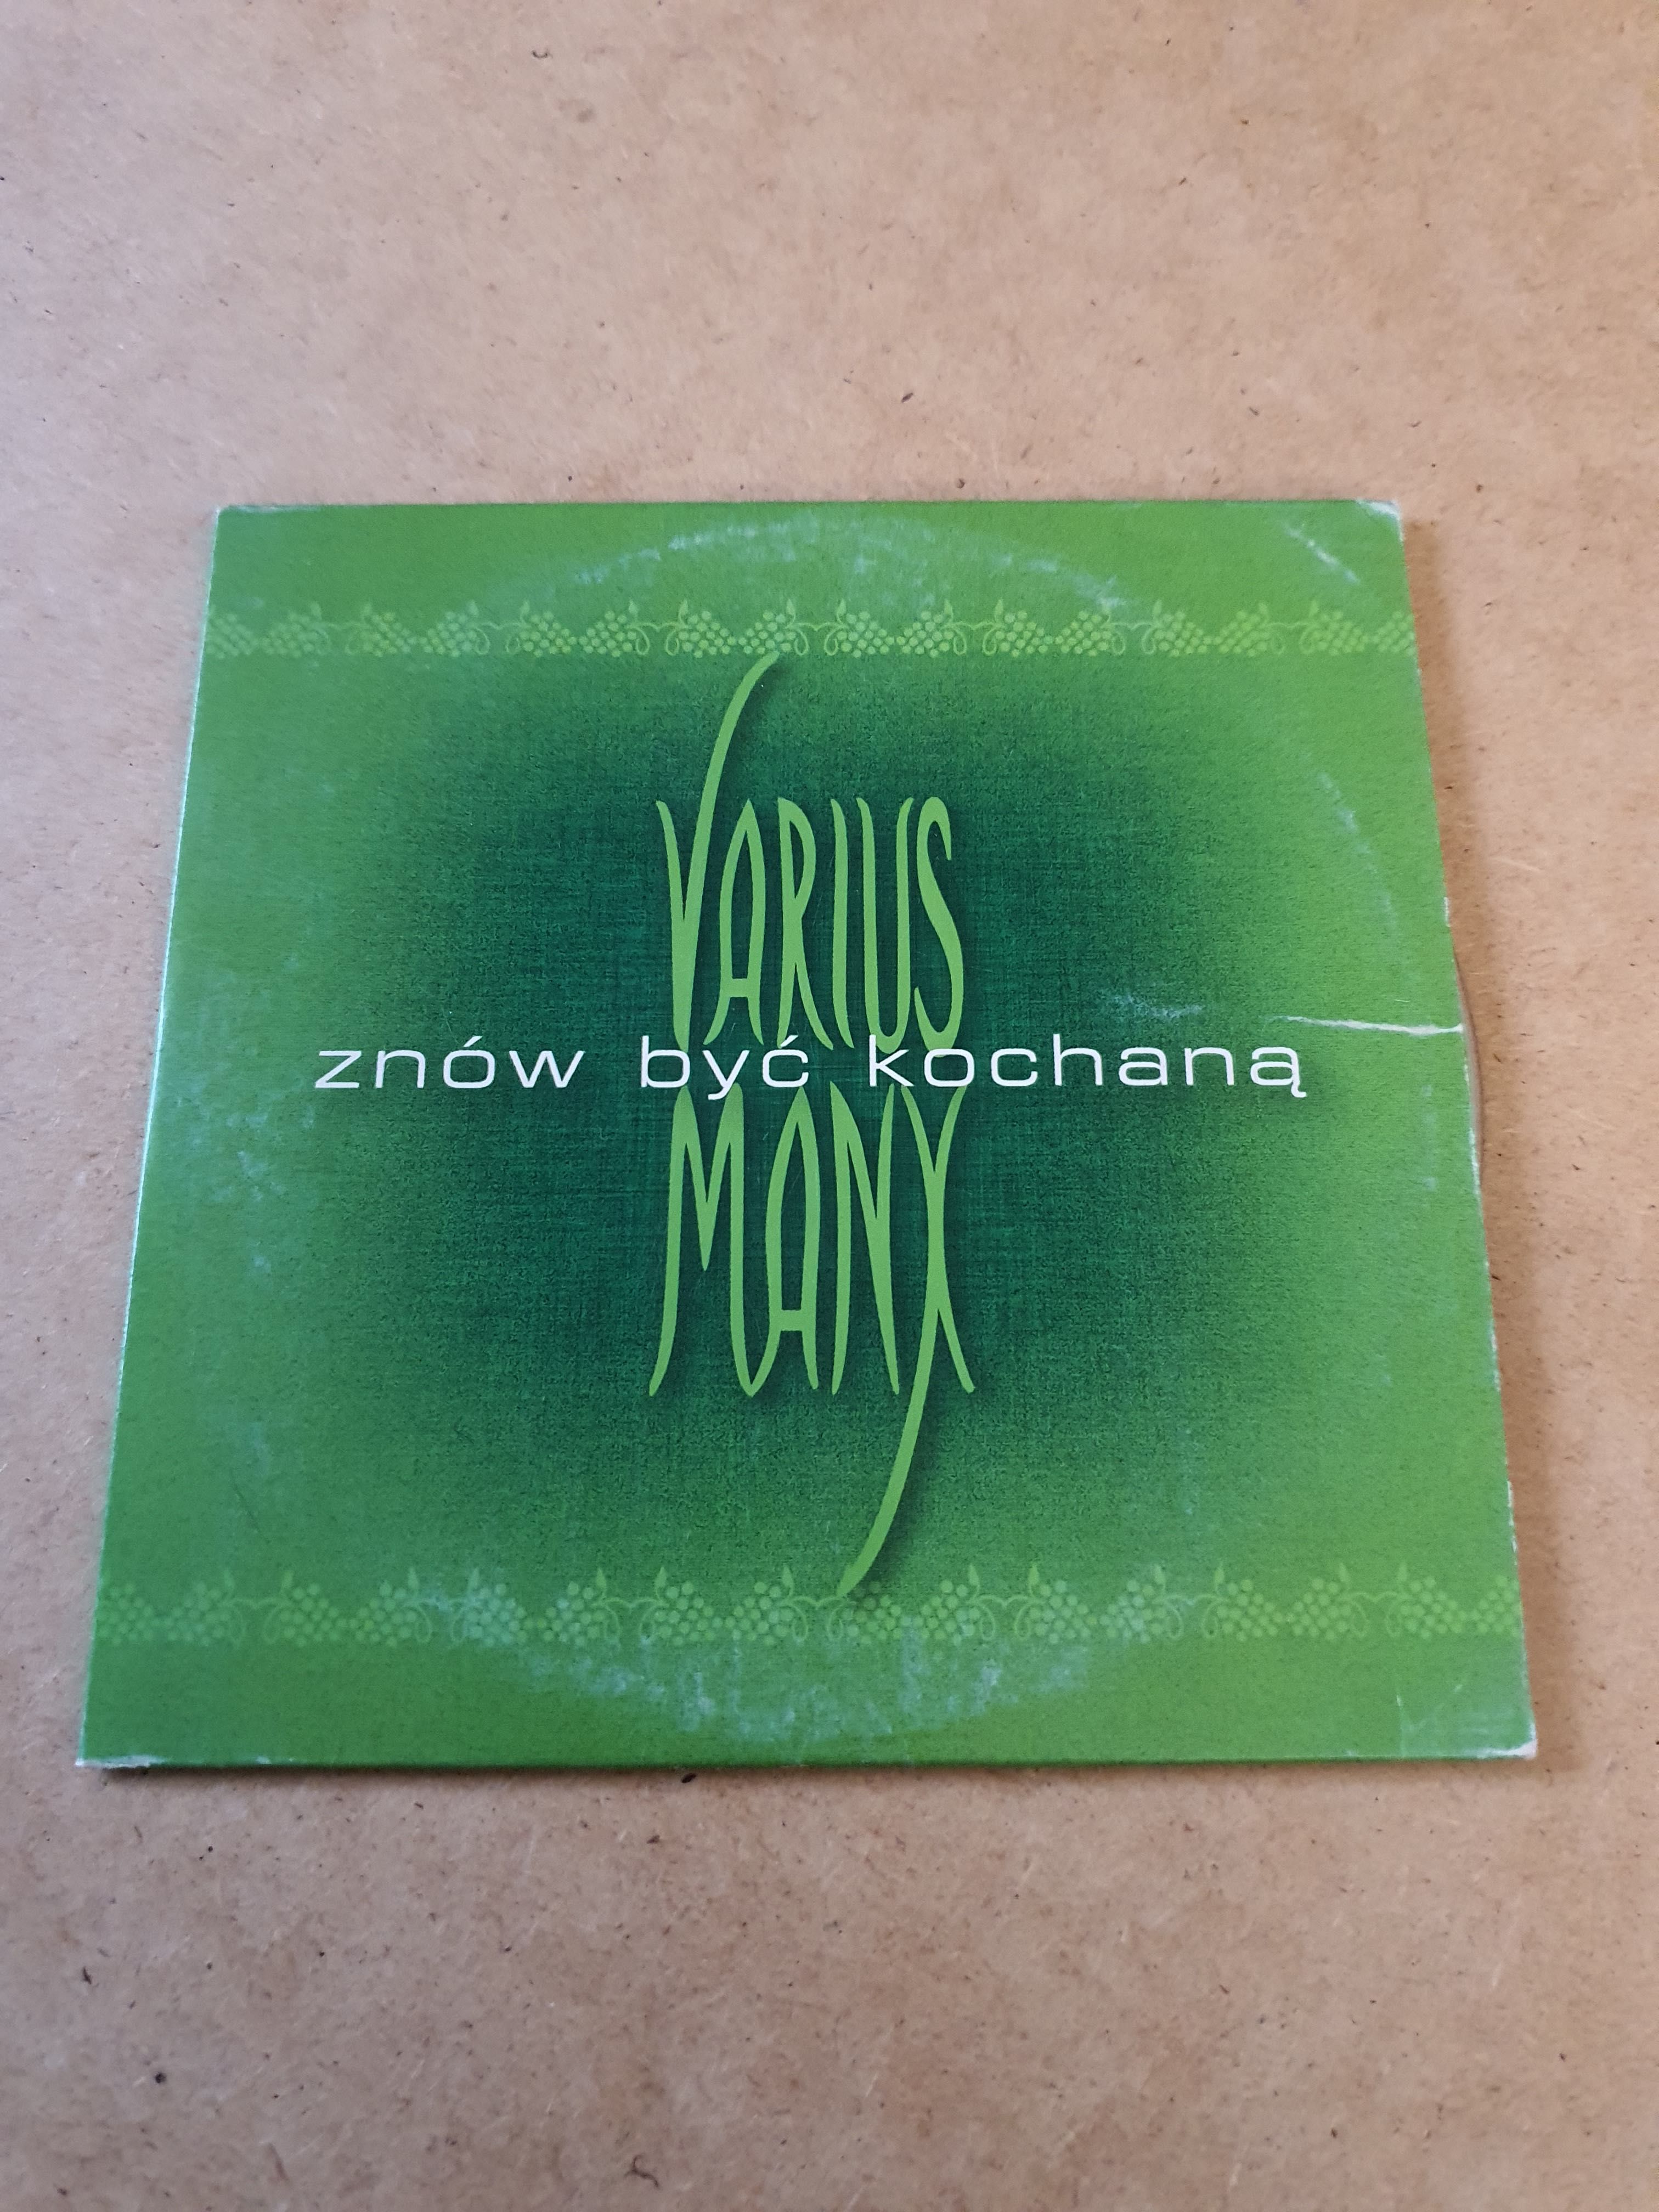 VARIUS
znów być kochaną
MANX